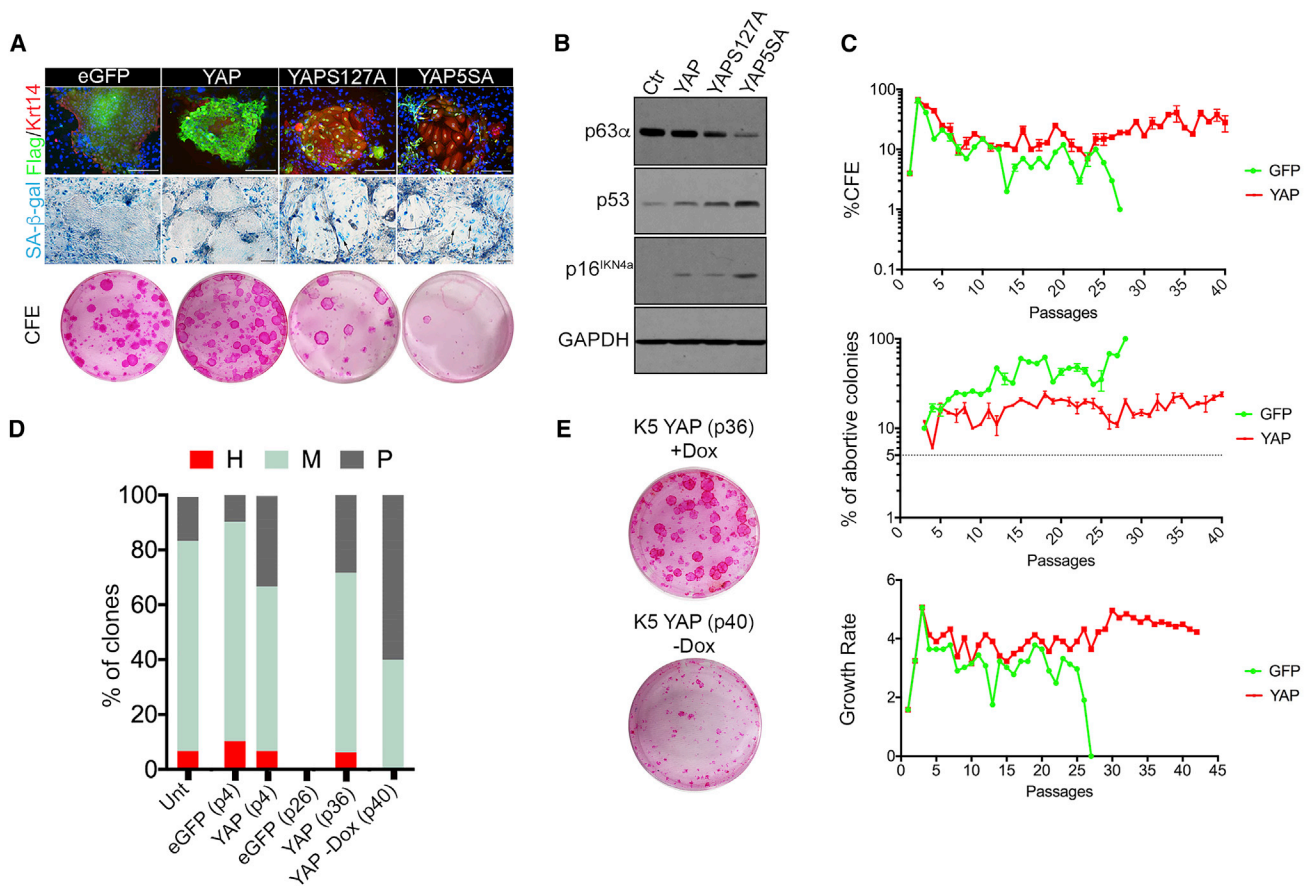 A
eGFP YAP YAPS127A YAP5SA
Flag/Krt14
SA-β-gal
CFE
B
Ctr YAP YAPS127A YAP5SA
p63α
p53
p16IKN4a
GAPDH
C
%CFE
100
10
1
0.1
0 5 10 15 20 25 30 35 40
Passages
GFP
YAP
% of abortive colonies
100
10
5
1
0 5 10 15 20 25 30 35 40
Passages
GFP
YAP
Growth Rate
6
4
2
0
0 5 10 15 20 25 30 35 40 45
Passages
GFP
YAP
D
H M P
% of clones
100
80
60
40
20
0
Unt
eGFP (p4)
YAP (p4)
eGFP (p26)
YAP (p36)
YAP -Dox (p40)
E
K5 YAP (p36)
+Dox
K5 YAP (p40)
-Dox